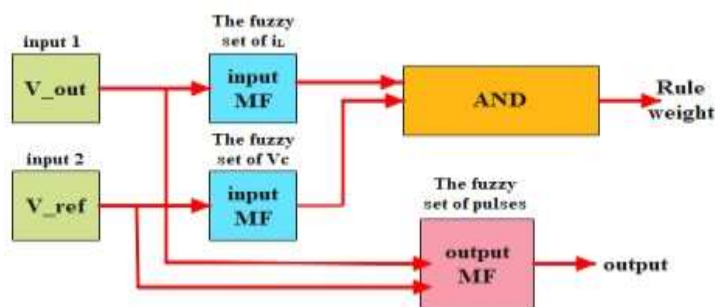 input 1
V_out
The fuzzy
set of iL
input
MF
AND
Rule
weight
input 2
V_ref
The fuzzy
set of Vc
input
MF
The fuzzy
set of pulses
output
MF
output